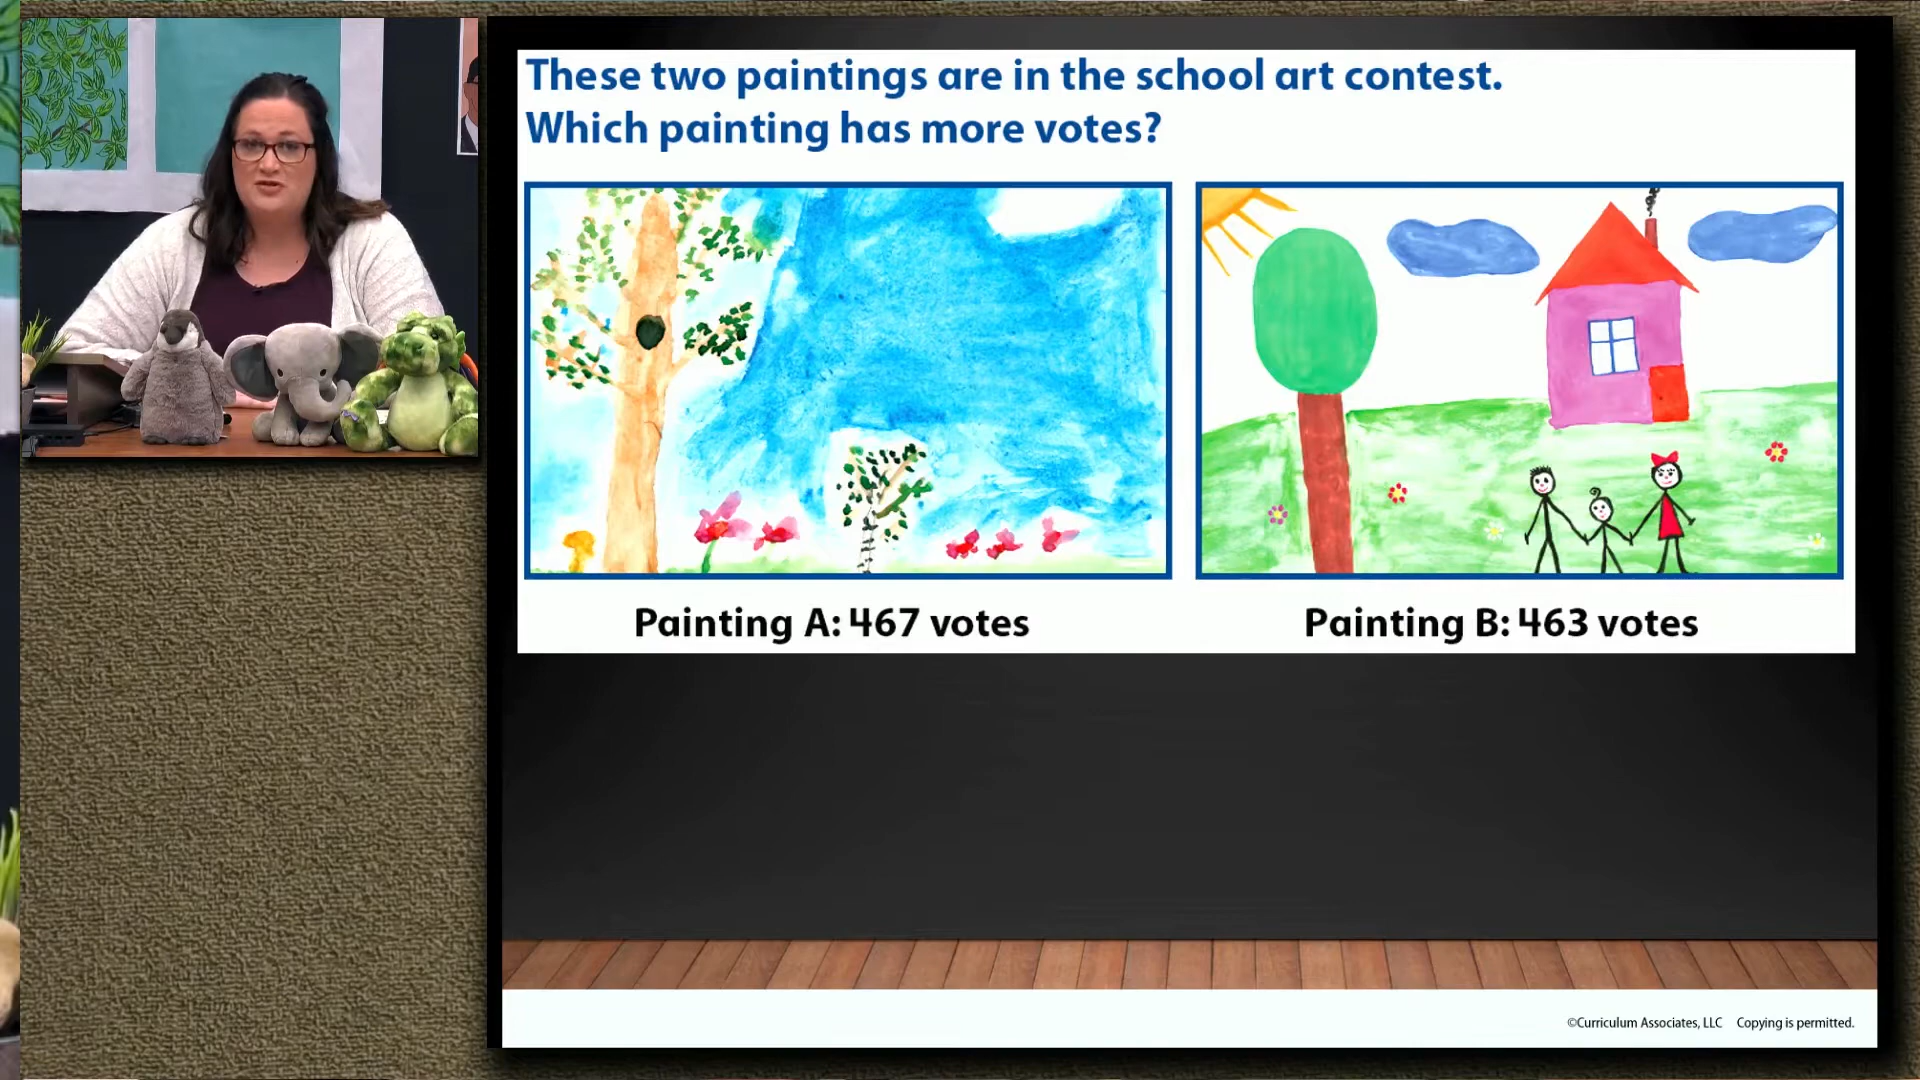 These two paintings are in the school art contest.
Which painting has more votes?
Painting A: 467 votes
Painting B: 463 votes
©Curriculum Associates, LLC Copying is permitted.